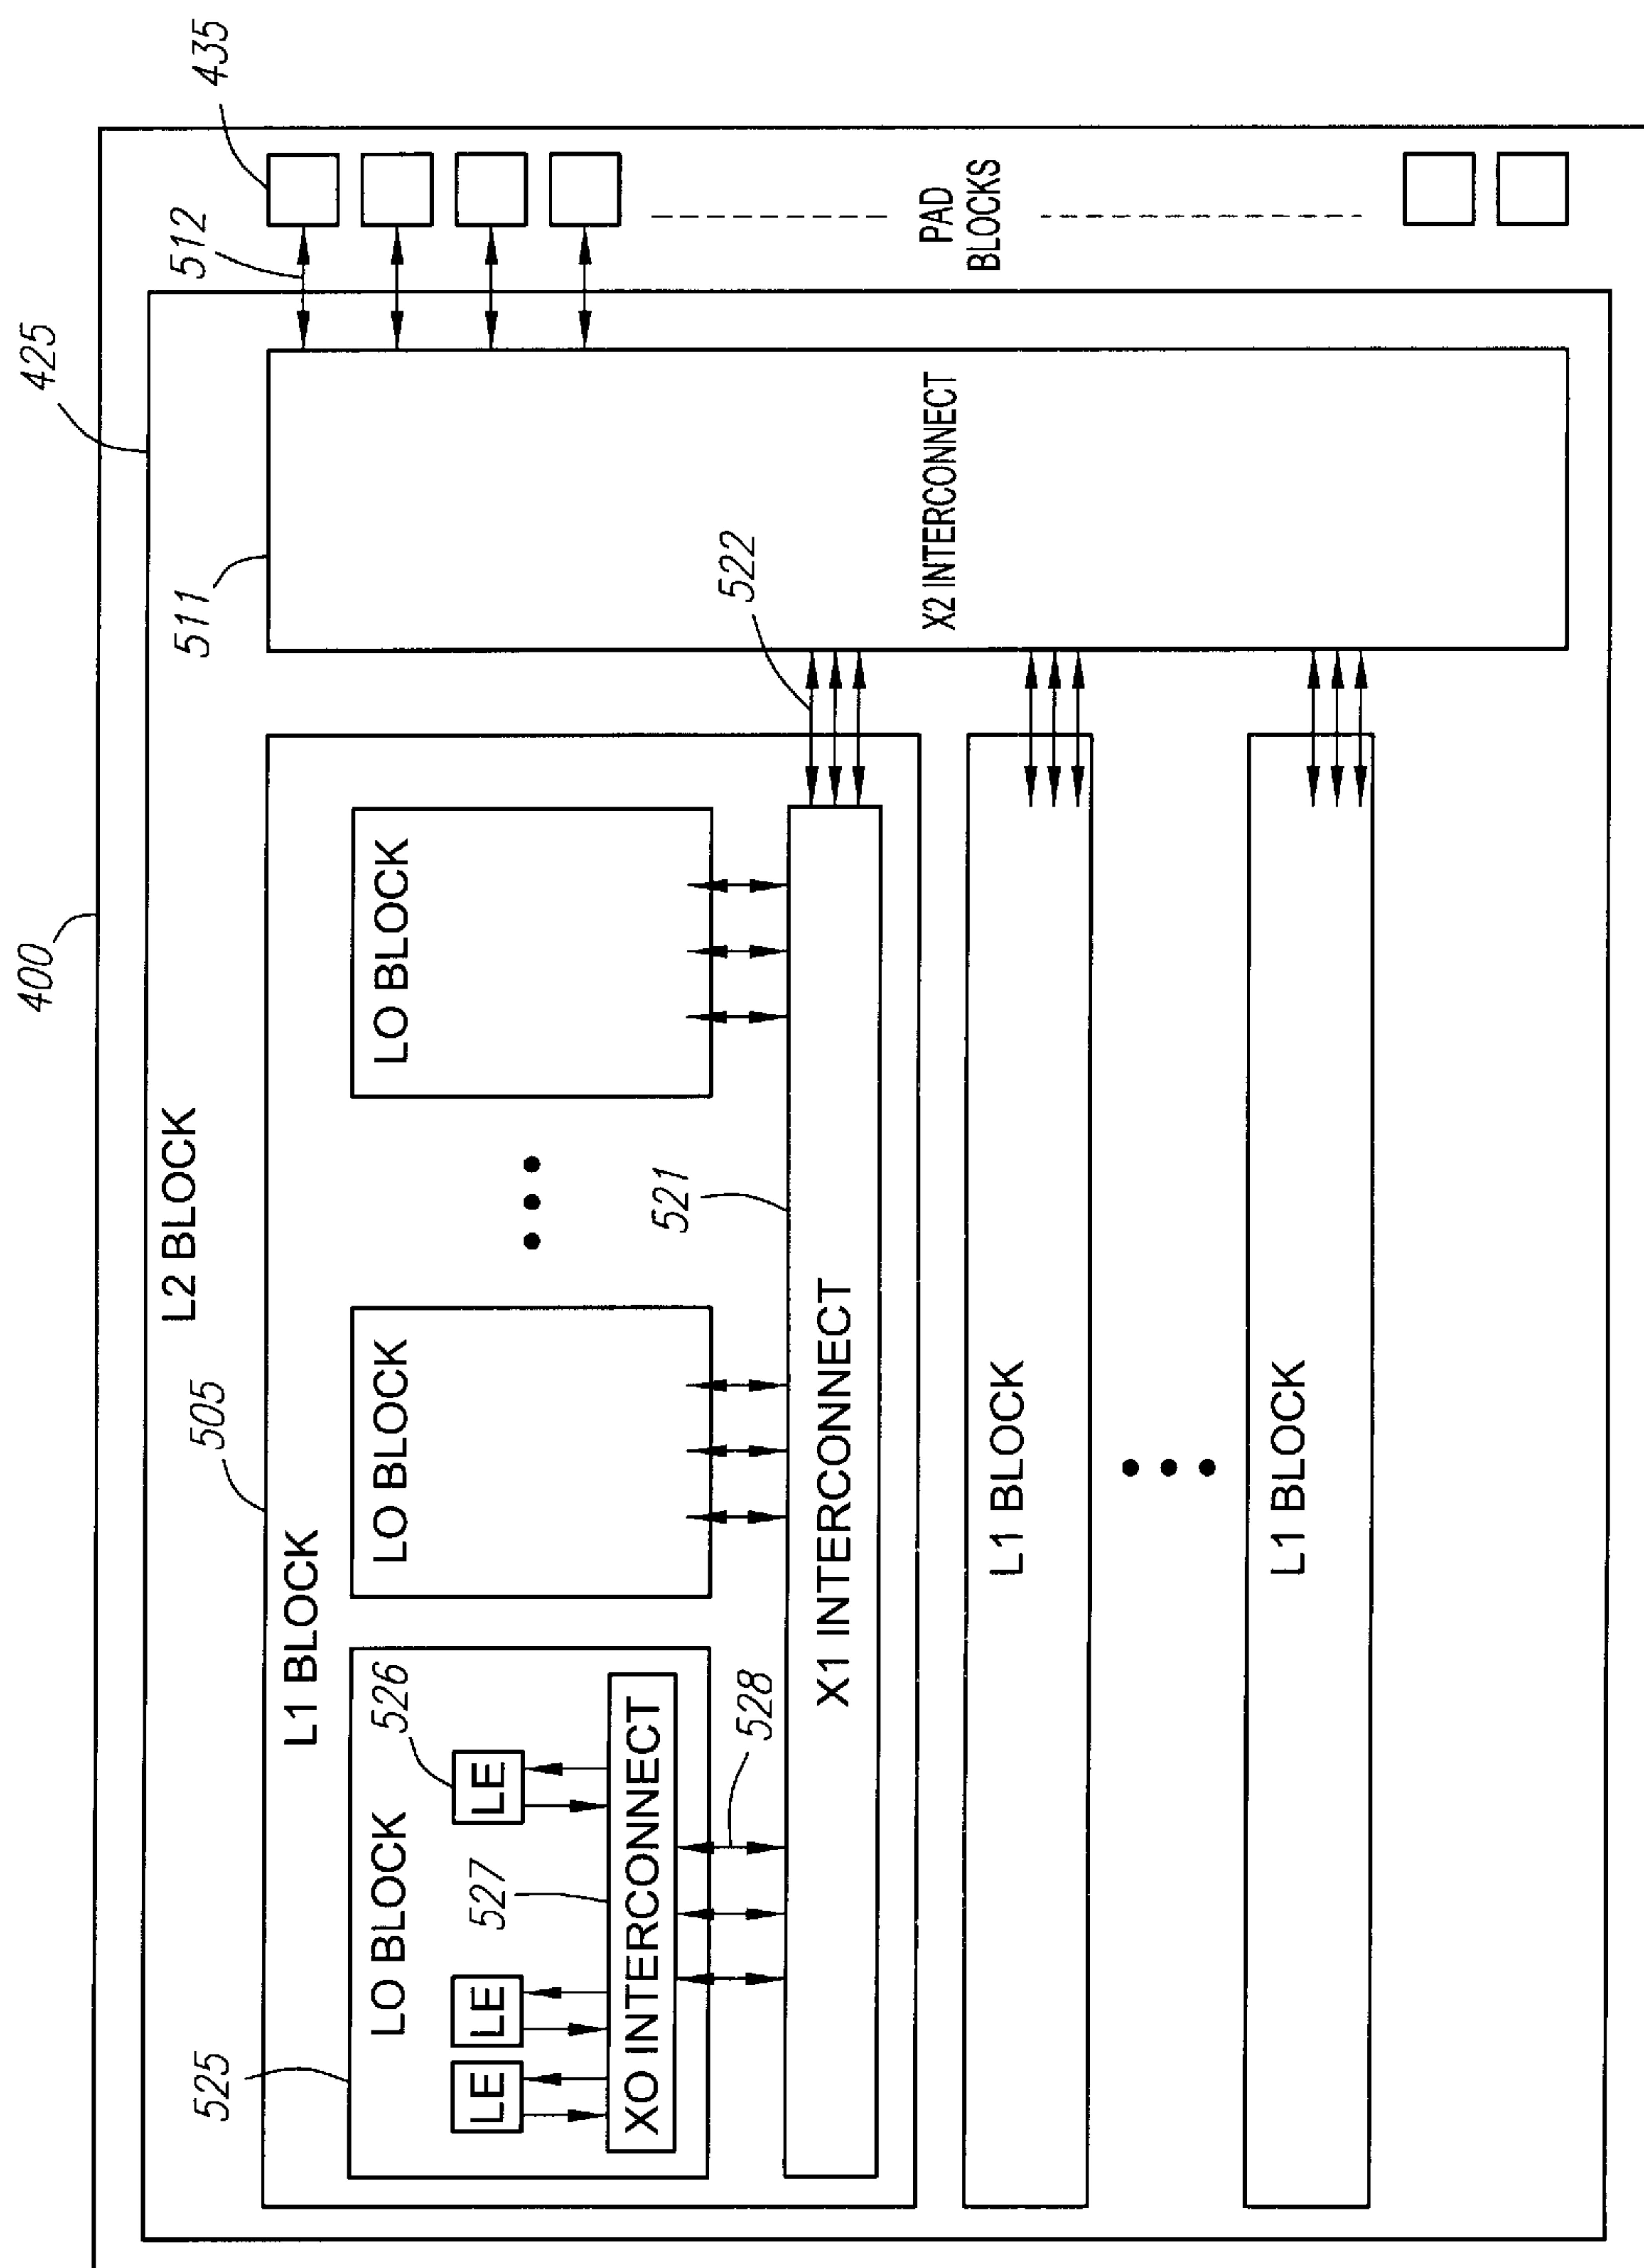 400
425
435
L2 BLOCK
511
512
505
L1 BLOCK
525
LO BLOCK
LO BLOCK
LO BLOCK
526
LE
LE
LE
527
XO INTERCONNECT
521
522
528
X1 INTERCONNECT
X2 INTERCONNECT
PAD
BLOCKS
L1 BLOCK
L1 BLOCK